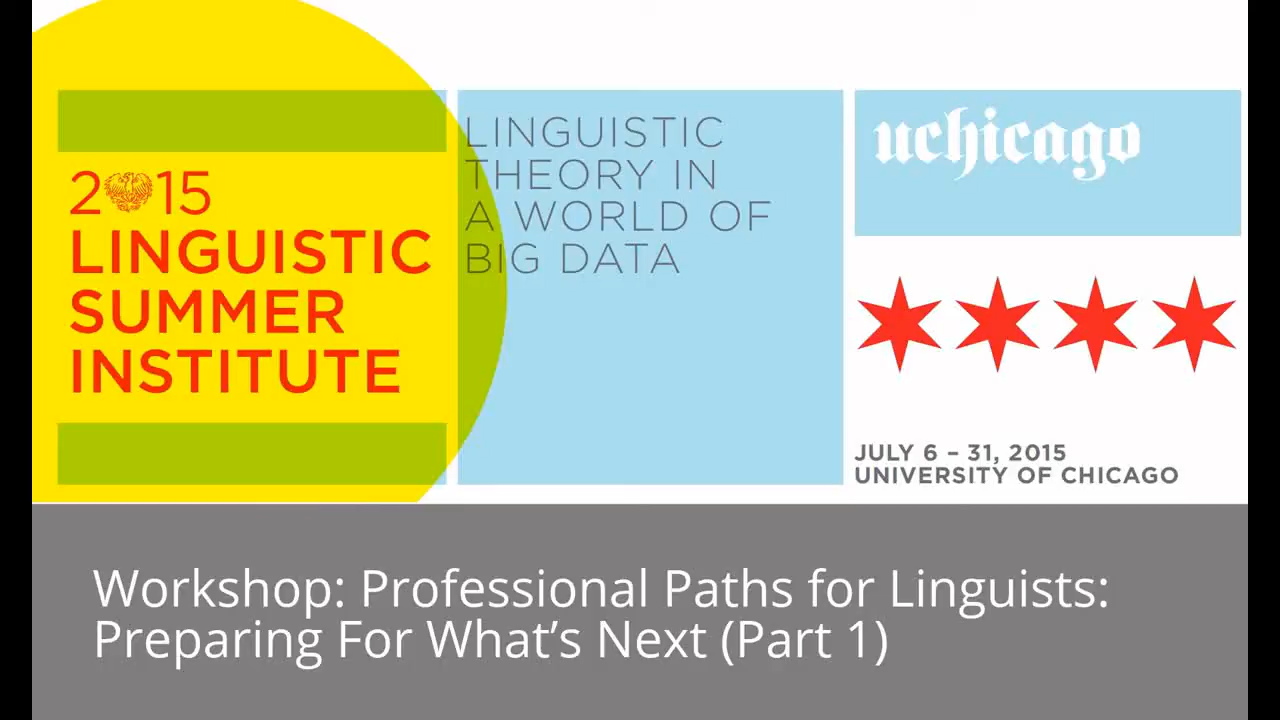 2015
LINGUISTIC
SUMMER
INSTITUTE
LINGUISTIC
THEORY IN
A WORLD OF
BIG DATA
uchicago
JULY 6 – 31, 2015
UNIVERSITY OF CHICAGO
Workshop: Professional Paths for Linguists:
Preparing For What’s Next (Part 1)